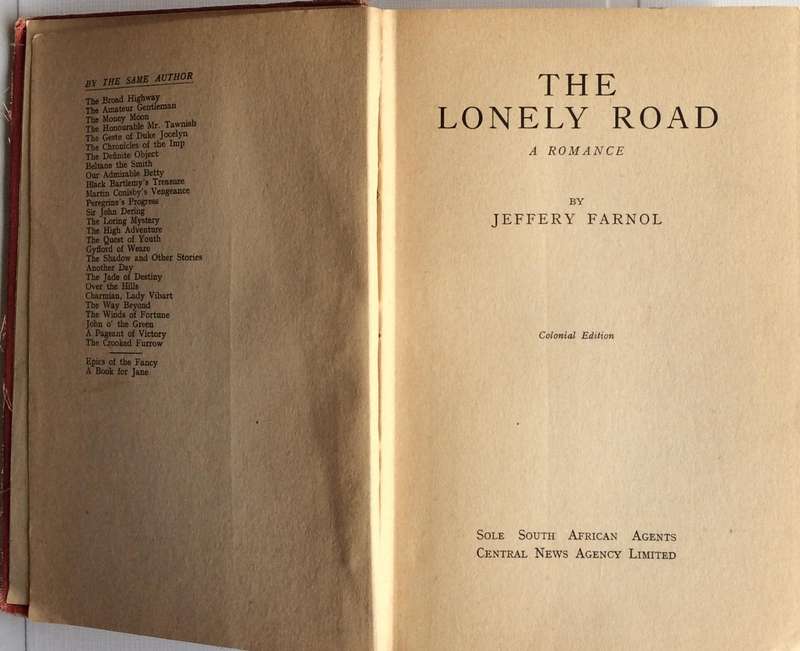 BY THE SAME AUTHOR
The Broad Highway
The Amateur Gentleman
The Money Moon
The Honourable Mr. Tawnish
The Geste of Duke Jocelyn
The Chronicles of the Imp
The Definite Object
Beltane the Smith
Our Admirable Betty
Black Bartlemy's Treasure
Martin Conisby's Vengeance
Peregrine's Progress
Sir John Dering
The Loring Mystery
The High Adventure
The Quest of Youth
Gyfford of Weare
The Shadow and Other Stories
Another Day
The Jade of Destiny
Over the Hills
Charmian, Lady Vibart
The Way Beyond
The Winds of Fortune
John o' the Green
A Pageant of Victory
The Crooked Furrow
Epics of the Fancy
A Book for Jane
THE
LONELY ROAD
A ROMANCE
BY
JEFFERY FARNOL
Colonial Edition
SOLE SOUTH AFRICAN AGENTS
CENTRAL NEWS AGENCY LIMITED